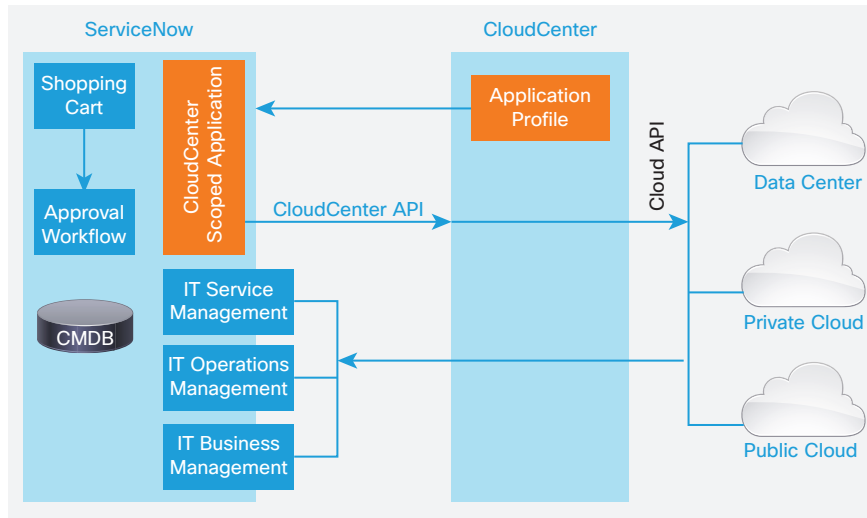 ServiceNow
CloudCenter
Shopping
Cart
CloudCenter
Scoped Application
Application
Profile
Cloud API
Data Center
Approval
Workflow
CloudCenter API
IT Service
Management
Private Cloud
CMDB
IT Operations
Management
IT Business
Management
Public Cloud